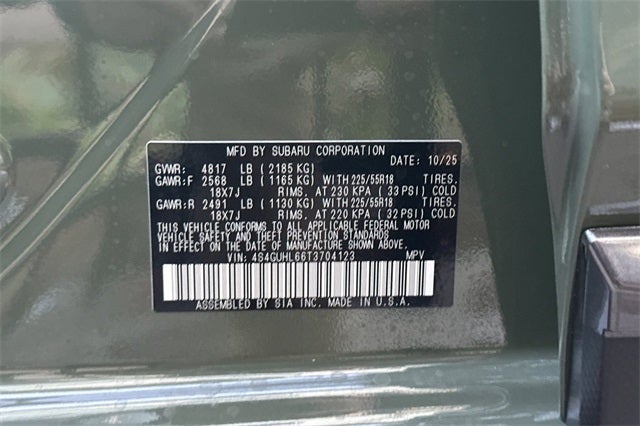 MFD BY SUBARU CORPORATION
GVWR: 4817 LB (2185 KG) DATE: 10/25
GAWR:F 2568 LB (1165 KG) WITH 225/55R18 TIRES.
18X7J RIMS. AT 230 KPA (33 PSI) COLD
GAWR:R 2491 LB (1130 KG) WITH 225/55R18 TIRES.
18X7J RIMS. AT 220 KPA (32 PSI) COLD
THIS VEHICLE CONFORMS TO ALL APPLICABLE FEDERAL MOTOR
VEHICLE SAFETY AND THEFT PREVENTION STANDARDS
IN EFFECT ON THE DATE OF MANUFACTURE SHOWN ABOVE.
VIN: 4S4GUHL66T3704123 MPV
ASSEMBLED BY SIA INC. MADE IN U.S.A.